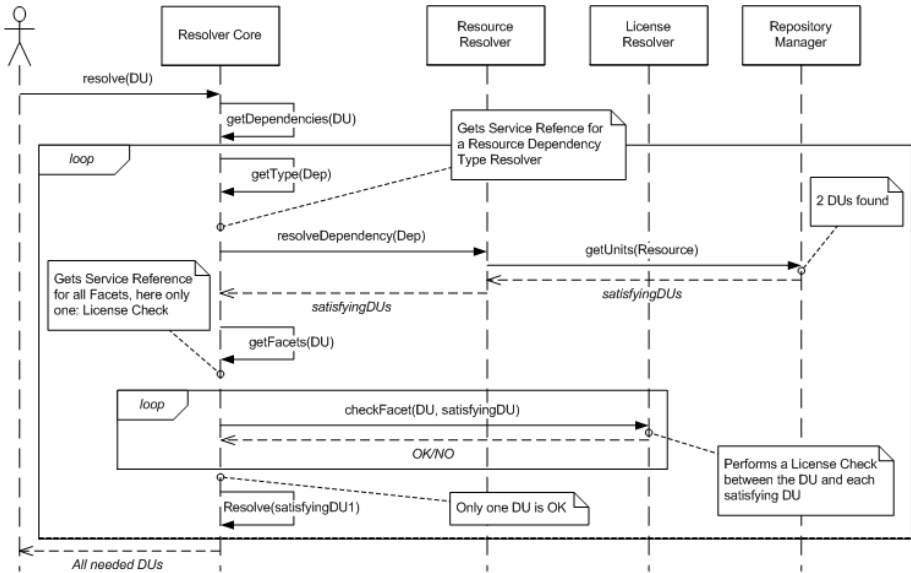 Resolver Core
Resource
Resolver
License
Resolver
Repository
Manager
resolve(DU)
getDependencies(DU)
Gets Service Refence for
a Resource Dependency
Type Resolver
loop
getType(Dep)
2 DUs found
resolveDependency(Dep)
getUnits(Resource)
Gets Service Reference
for all Facets, here only
one: License Check
satisfyingDUs
satisfyingDUs
getFacets(DU)
loop
checkFacet(DU, satisfyingDU)
OK/NO
Performs a License Check
between the DU and each
satisfying DU
Resolve(satisfyingDU1)
Only one DU is OK
All needed DUs